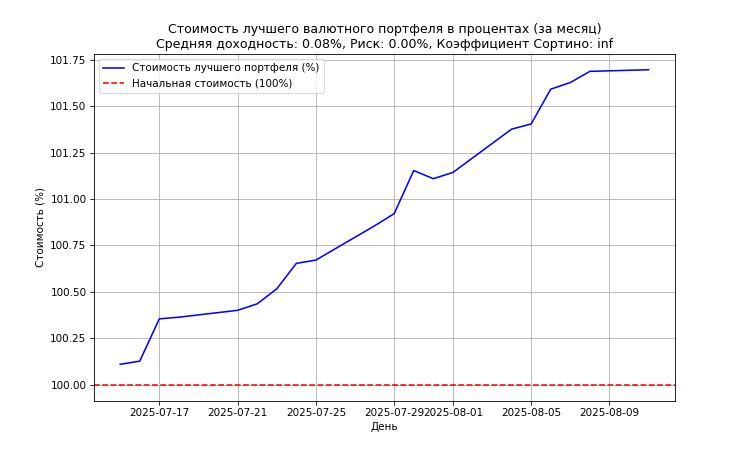 Стоимость лучшего валютного портфеля в процентах (за месяц)
Средняя доходность: 0.08%, Риск: 0.00%, Коэффициент Сортино: inf
Стоимость лучшего портфеля (%)
Начальная стоимость (100%)
Стоимость (%)
101.75
101.50
101.25
101.00
100.75
100.50
100.25
100.00
2025-07-17
2025-07-21
2025-07-25
2025-07-29
2025-08-01
2025-08-05
2025-08-09
День